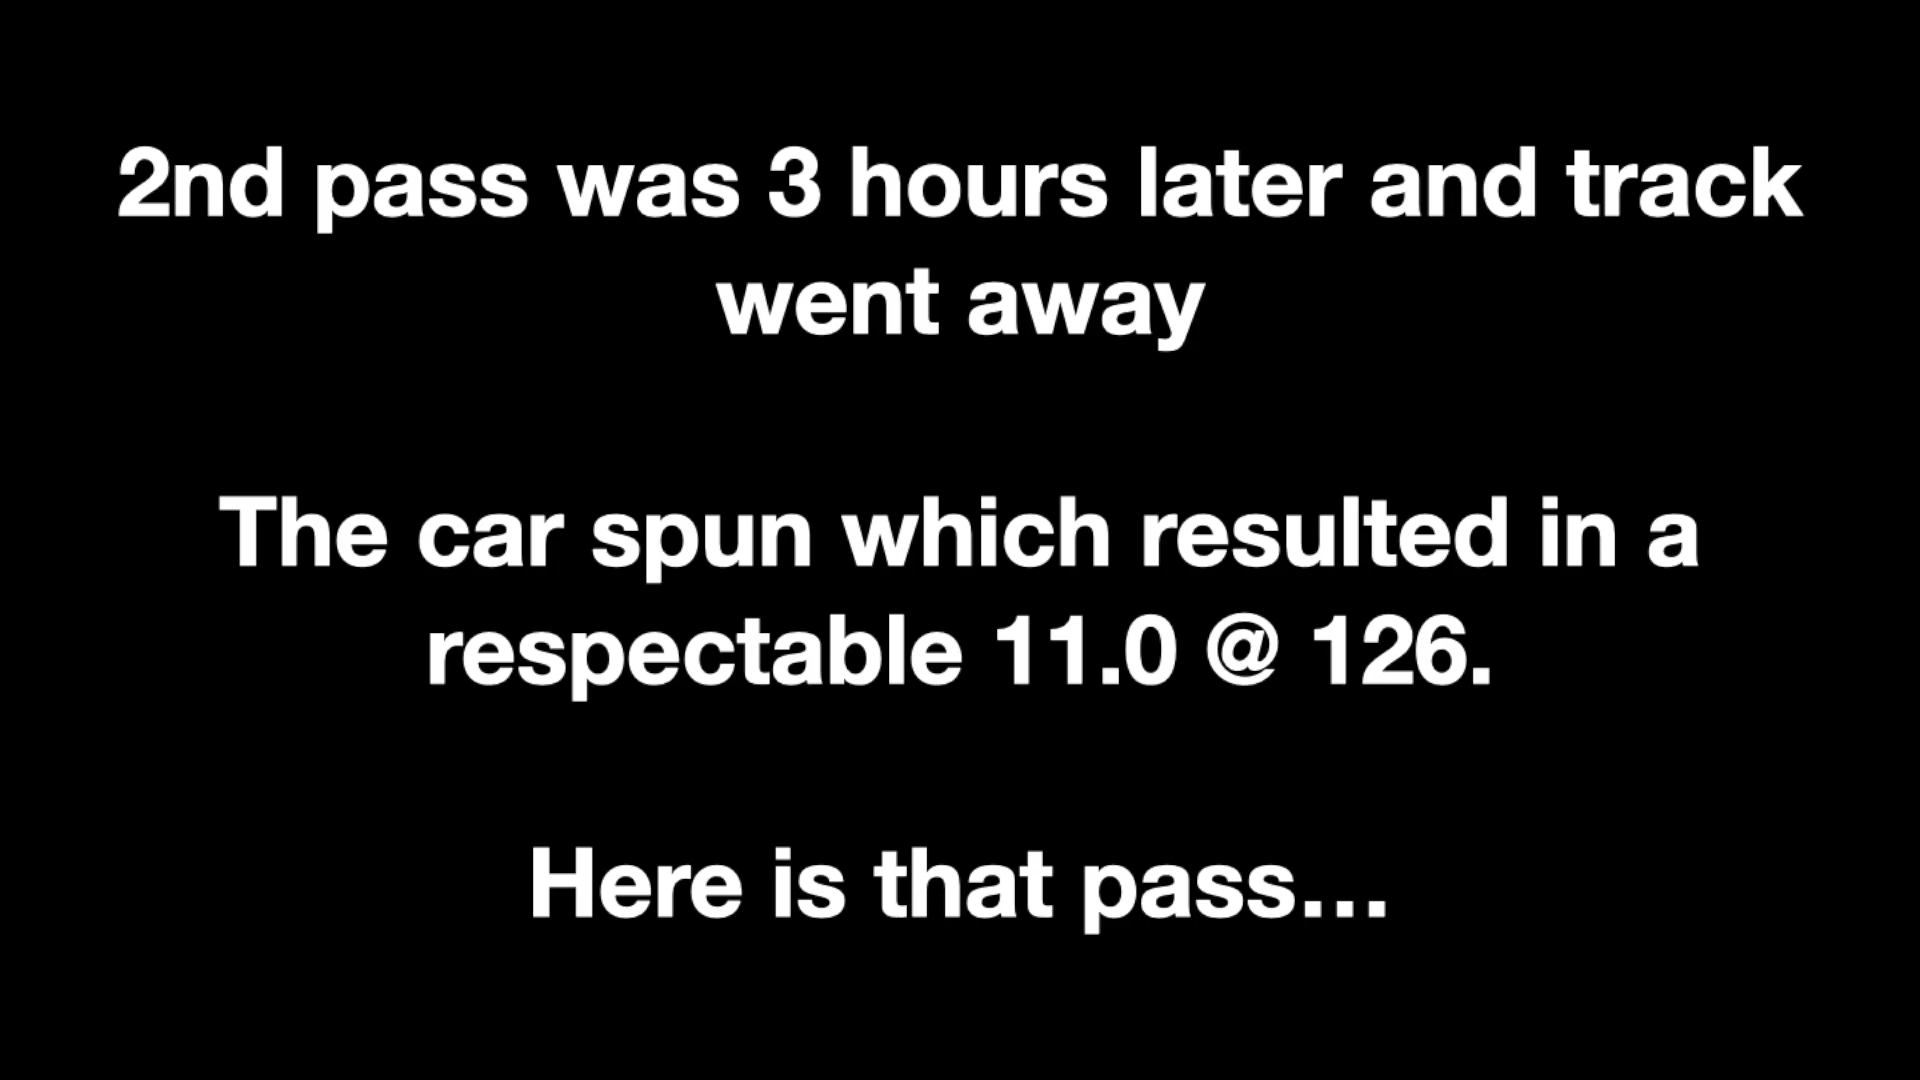 2nd pass was 3 hours later and track
went away
The car spun which resulted in a
respectable 11.0 @ 126.
Here is that pass...